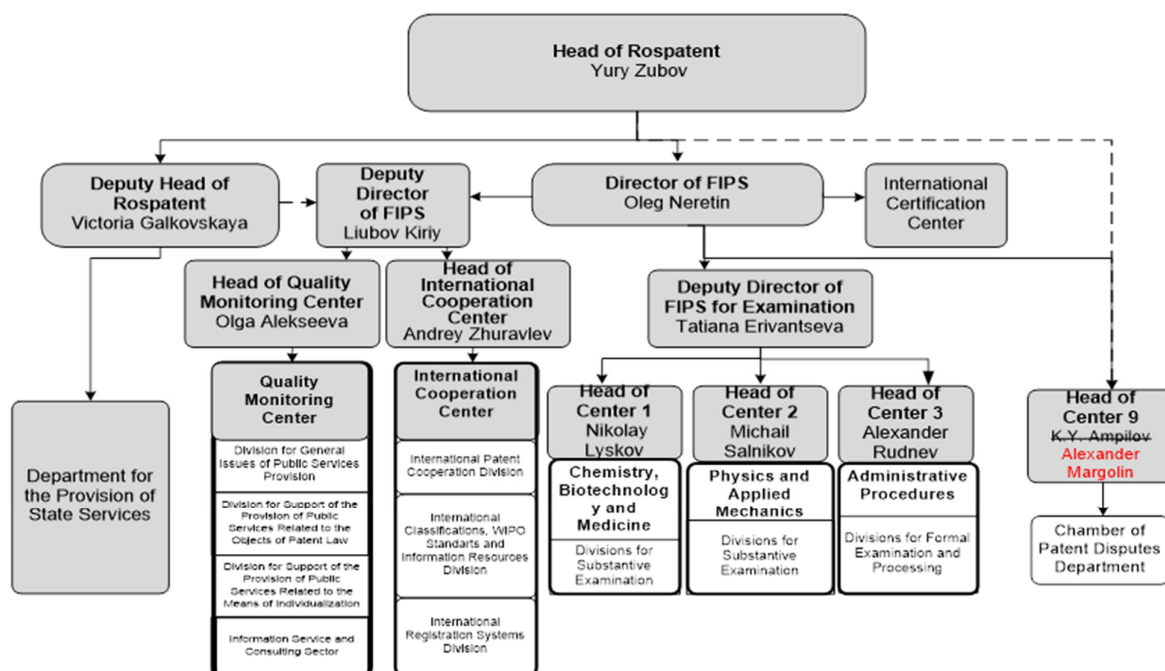 Head of Rospatent
Yury Zubov
Deputy Head of
Rospatent
Victoria Galkovskaya
Deputy
Director
of FIPS
Liubov Kiriy
Director of FIPS
Oleg Neretin
International
Certification
Center
Head of Quality
Monitoring Center
Olga Alekseeva
Head of
International
Cooperation
Center
Andrey Zhuravlev
Deputy Director of
FIPS for Examination
Tatiana Erivantseva
Department for
the Provision of
State Services
Quality
Monitoring
Center
Division for General
Issues of Public Services
Provision
Division for Support of the
Provision of Public
Services Related to the
Objects of Patent Law
Division for Support of the
Provision of Public
Services Related to the
Means of Individualization
Information Service and
Consulting Sector
International
Cooperation
Center
International Patent
Cooperation Division
International
Classifications, WIPO
Standarts and
Information Resources
Division
International
Registration Systems
Division
Head of
Center 1
Nikolay
Lyskov
Chemistry,
Biotechnolog
y and Medicine
Divisions for
Substantive
Examination
Head of
Center 2
Michail
Salnikov
Physics and
Applied
Mechanics
Divisions for
Substantive
Examination
Head of
Center 3
Alexander
Rudnev
Administrative
Procedures
Divisions for Formal
Examination and
Processing
Head of
Center 9
K.Y. Ampilov
Alexander
Margolin
Chamber of
Patent Disputes
Department